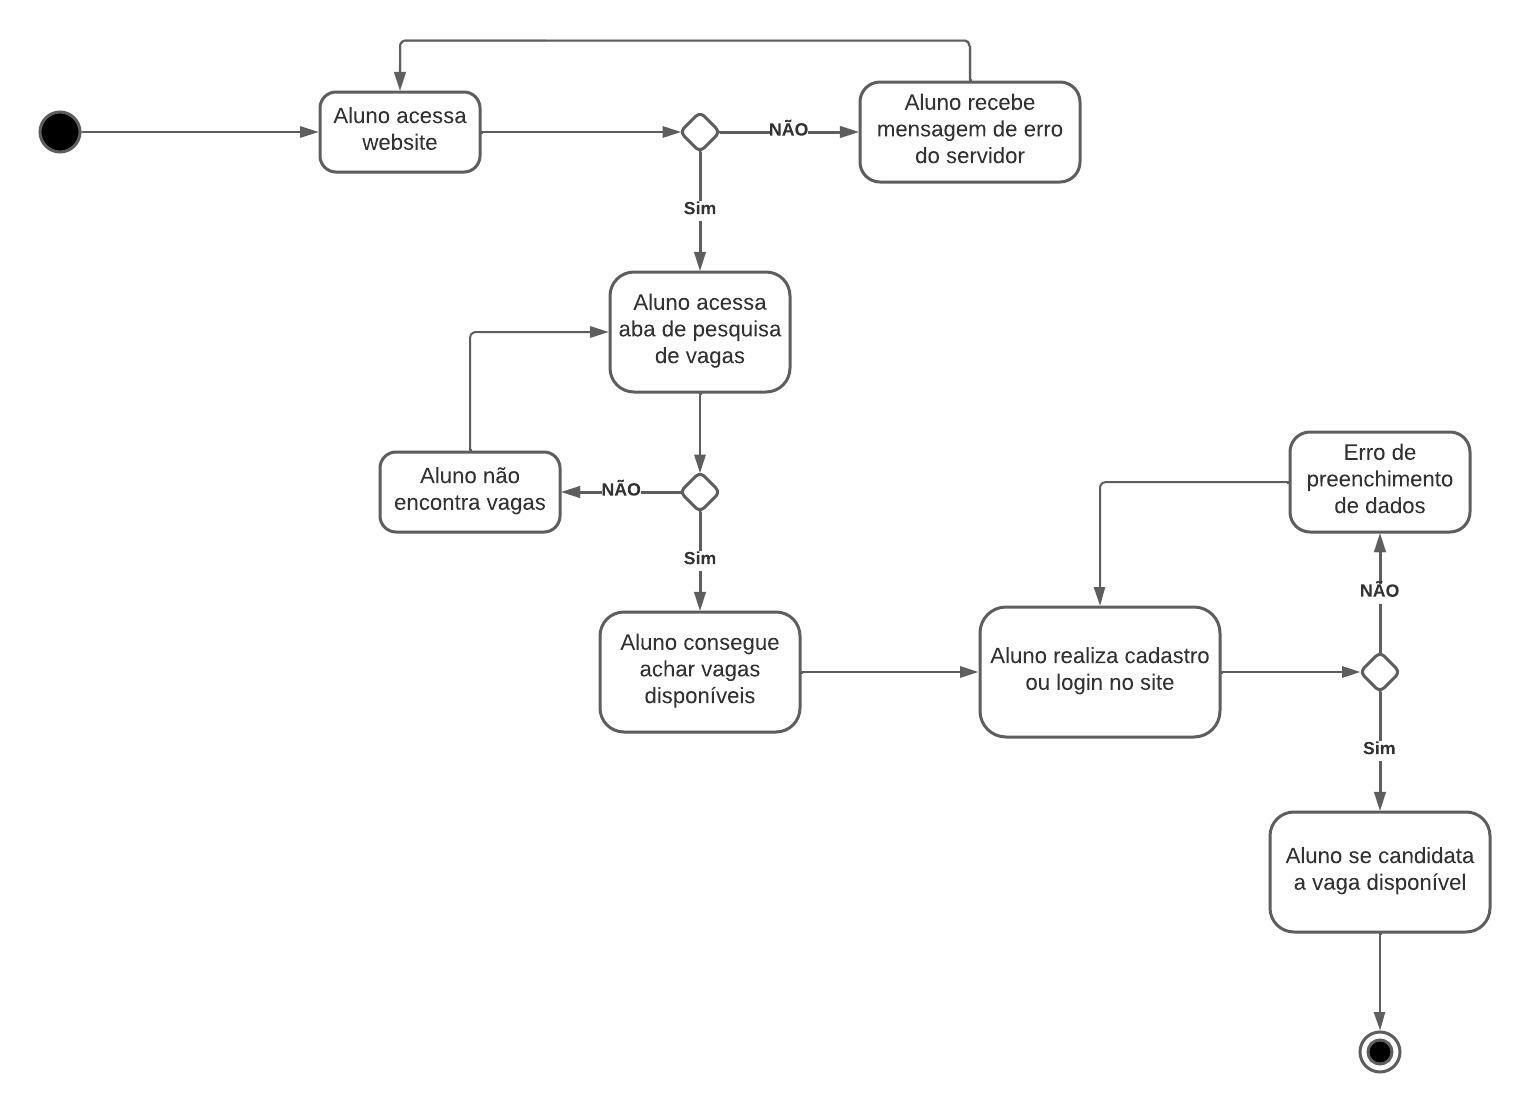 Aluno acessa
website
NÃO
Aluno recebe
mensagem de erro
do servidor
Sim
Aluno acessa
aba de pesquisa
de vagas
Aluno não
encontra vagas
NÃO
Sim
Aluno consegue
achar vagas
disponíveis
Aluno realiza cadastro
ou login no site
Erro de
preenchimento
de dados
NÃO
Sim
Aluno se candidata
a vaga disponível